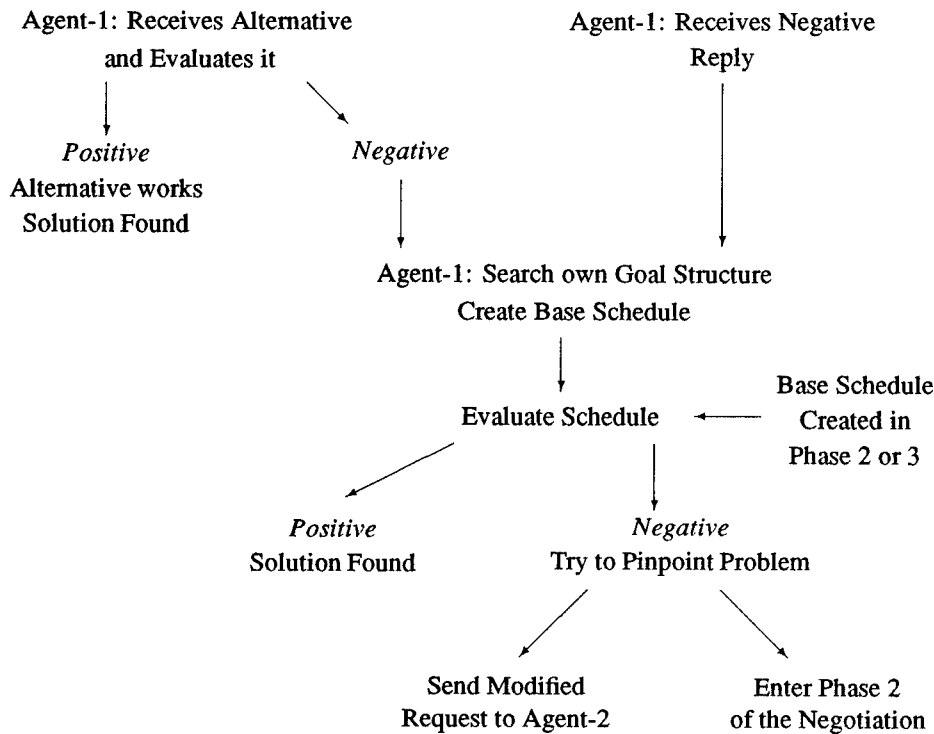 Agent-1: Receives Alternative
and Evaluates it
Agent-1: Receives Negative
Reply
Positive
Alternative works
Solution Found
Negative
Agent-1: Search own Goal Structure
Create Base Schedule
Evaluate Schedule
Base Schedule
Created in
Phase 2 or 3
Positive
Solution Found
Negative
Try to Pinpoint Problem
Send Modified
Request to Agent-2
Enter Phase 2
of the Negotiation